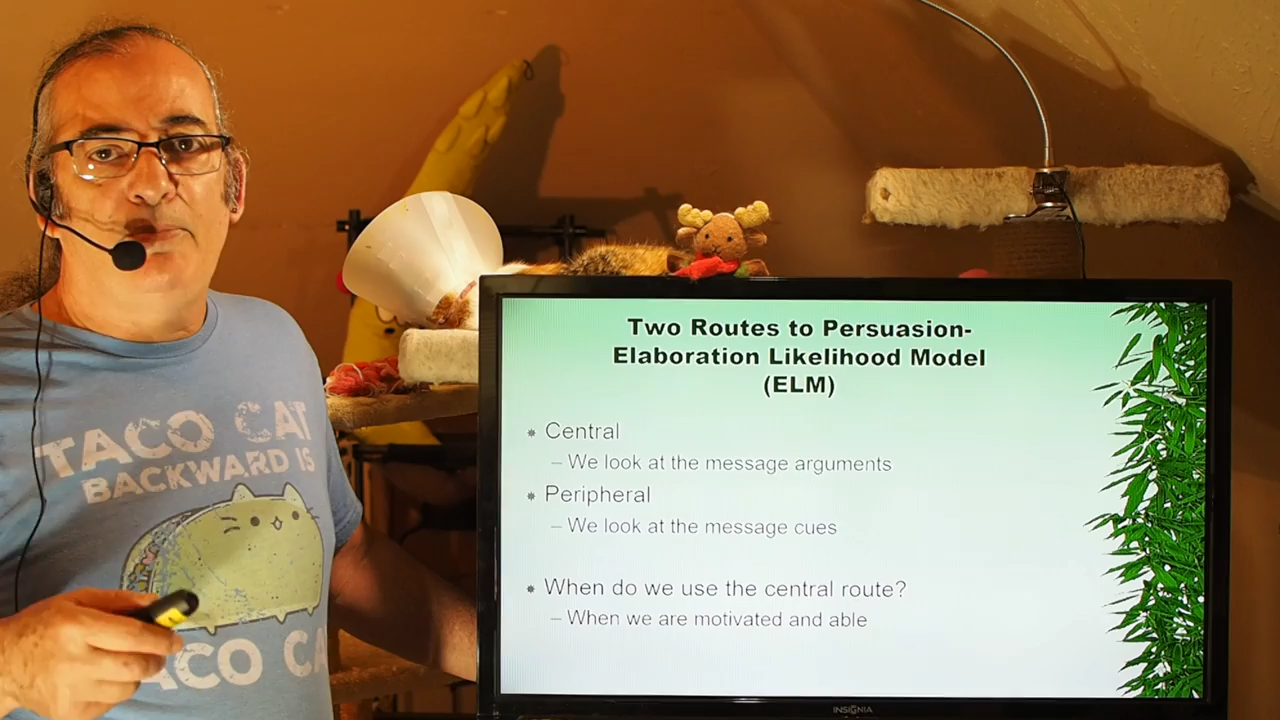 TACO CAT
BACKWARD IS
TACO CA
Two Routes to Persuasion-
Elaboration Likelihood Model
(ELM)
Central
– We look at the message arguments
Peripheral
– We look at the message cues
When do we use the central route?
– When we are motivated and able
INSIGNIA